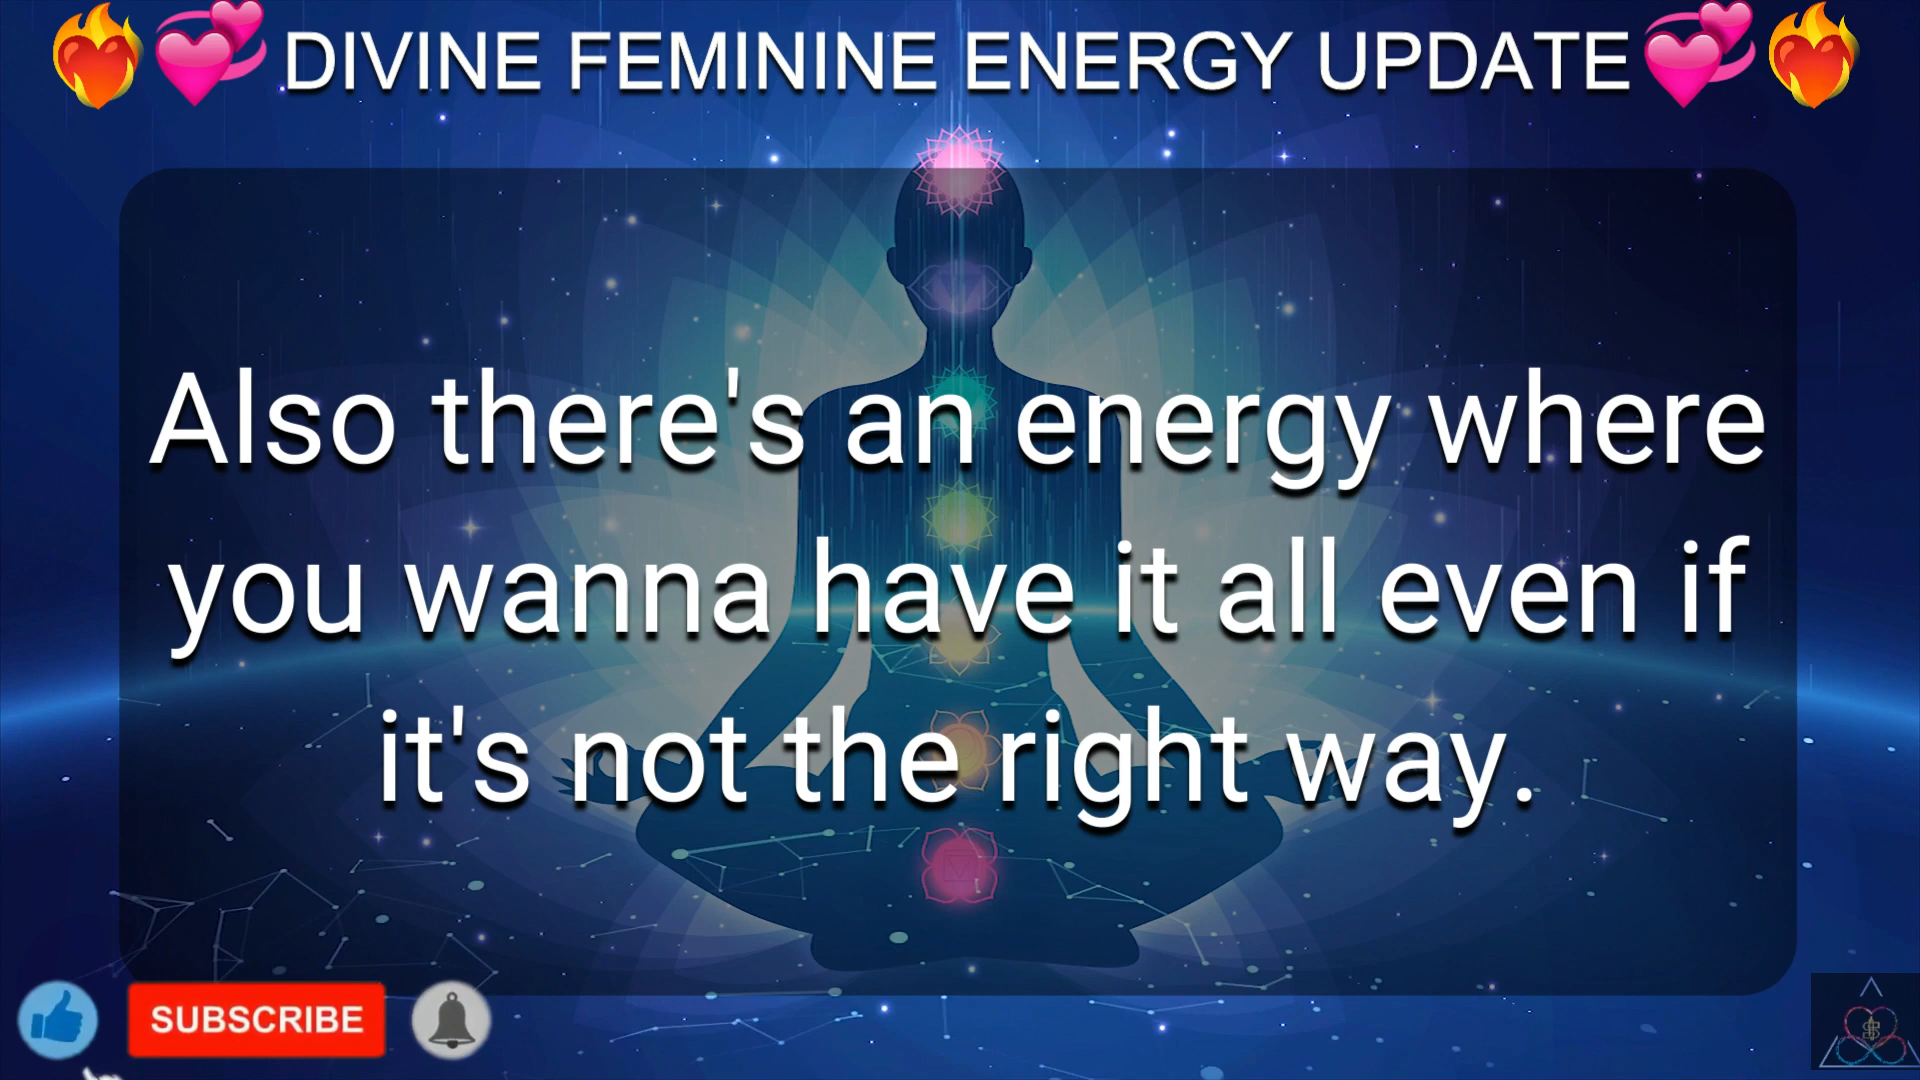 ❤️‍🔥💞DIVINE FEMININE ENERGY UPDATE💞❤️‍🔥
Also there's an energy where
you wanna have it all even if
it's not the right way.
SUBSCRIBE